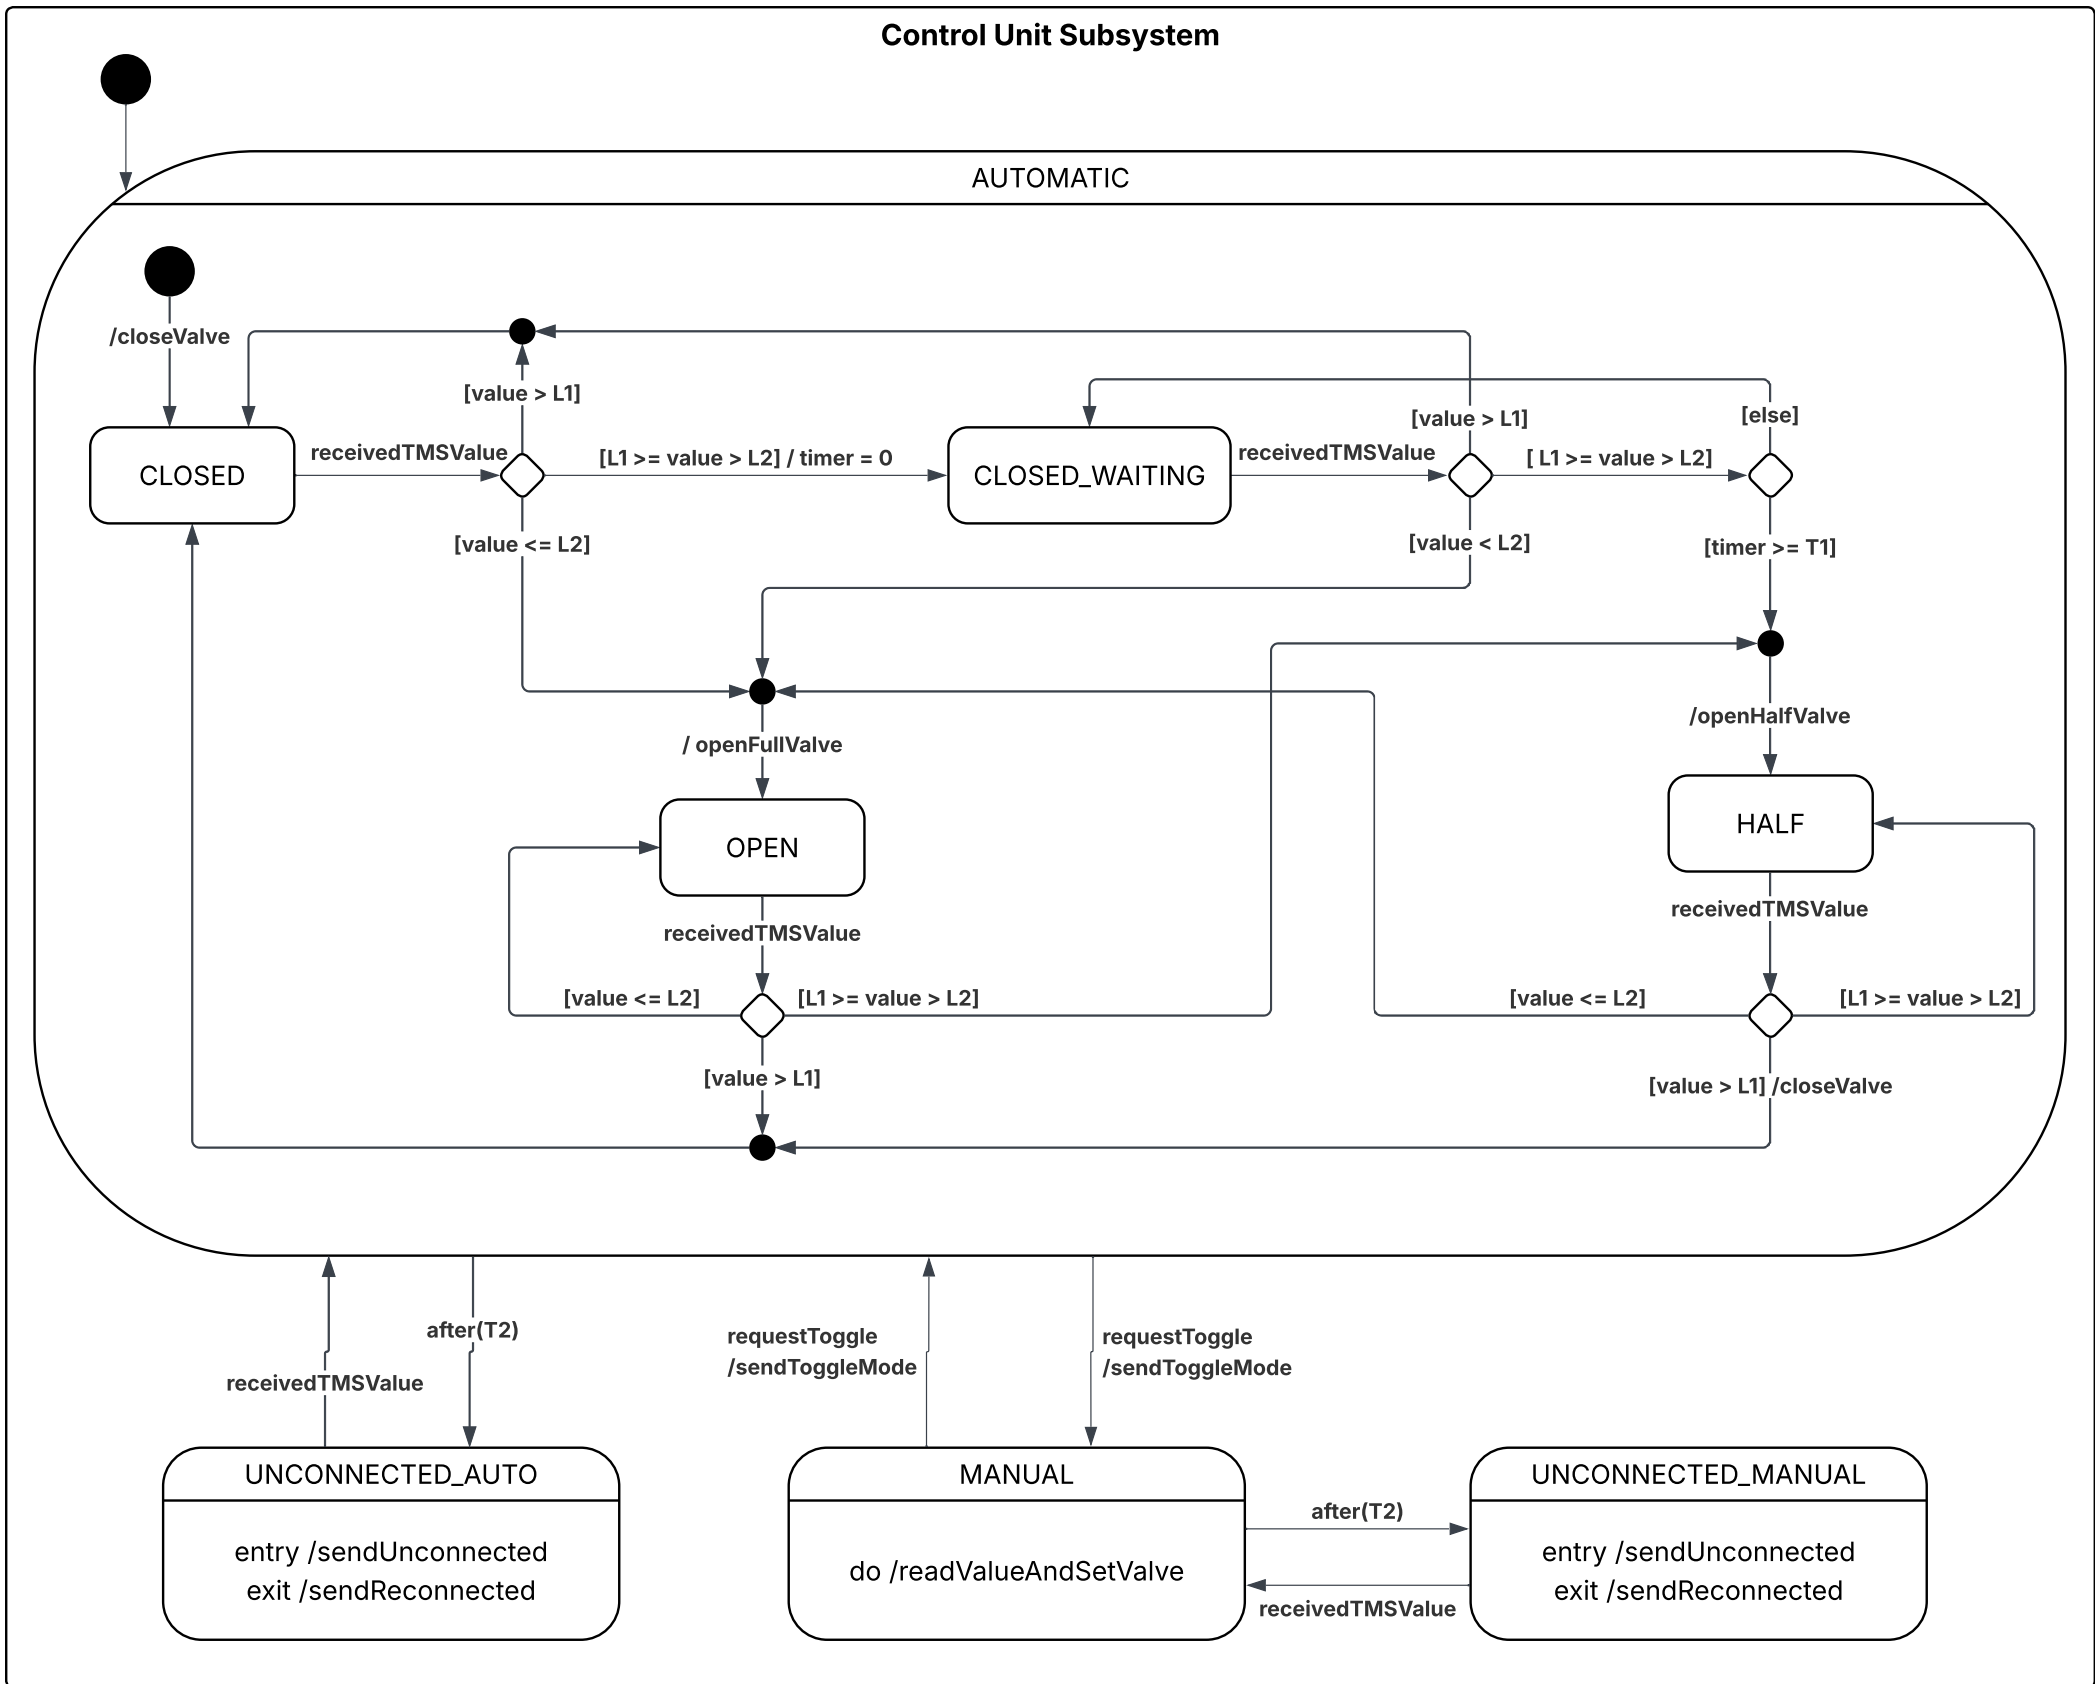 Control Unit Subsystem
AUTOMATIC
/closeValve
[value > L1]
[value > L1]
[else]
CLOSED
receivedTMSValue
[L1 >= value > L2] / timer = 0
CLOSED_WAITING
receivedTMSValue
[ L1 >= value > L2]
[value <= L2]
[value < L2]
[timer >= T1]
/ openFullValve
/openHalfValve
OPEN
HALF
receivedTMSValue
receivedTMSValue
[value <= L2]
[L1 >= value > L2]
[value <= L2]
[L1 >= value > L2]
[value > L1]
[value > L1] /closeValve
receivedTMSValue
after(T2)
requestToggle
/sendToggleMode
requestToggle
/sendToggleMode
UNCONNECTED_AUTO
entry /sendUnconnected
exit /sendReconnected
MANUAL
do /readValueAndSetValve
after(T2)
receivedTMSValue
UNCONNECTED_MANUAL
entry /sendUnconnected
exit /sendReconnected